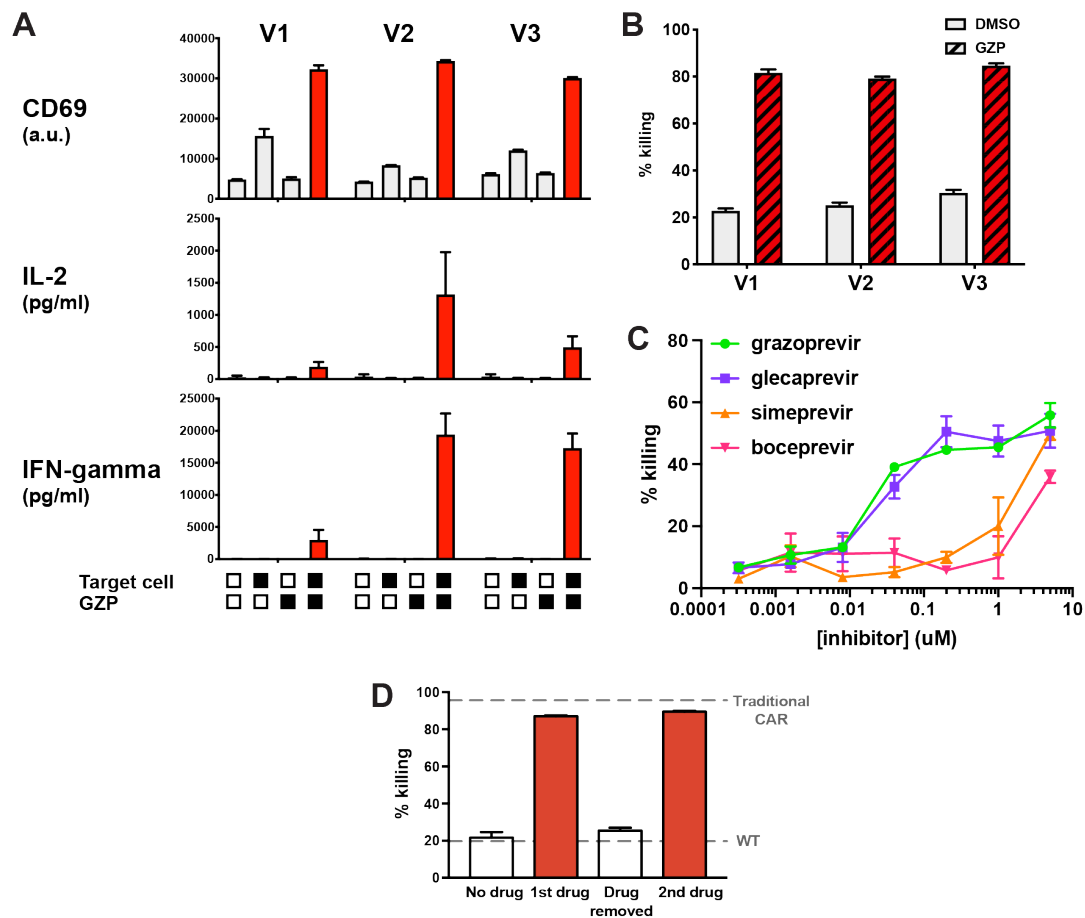 A
V1
V2
V3
CD69
(a.u.)
40000
30000
20000
10000
0
IL-2
(pg/ml)
2500
2000
1500
1000
500
0
IFN-gamma
(pg/ml)
25000
20000
15000
10000
5000
0
Target cell
GZP
B
DMSO
GZP
% killing
100
80
60
40
20
0
V1
V2
V3
C
grazoprevir
glecaprevir
simeprevir
boceprevir
% killing
80
60
40
20
0
0.0001
0.001
0.01
0.1
1
10
[inhibitor] (uM)
D
% killing
100
80
60
40
20
0
Traditional
CAR
WT
No drug
1st drug
Drug
removed
2nd drug